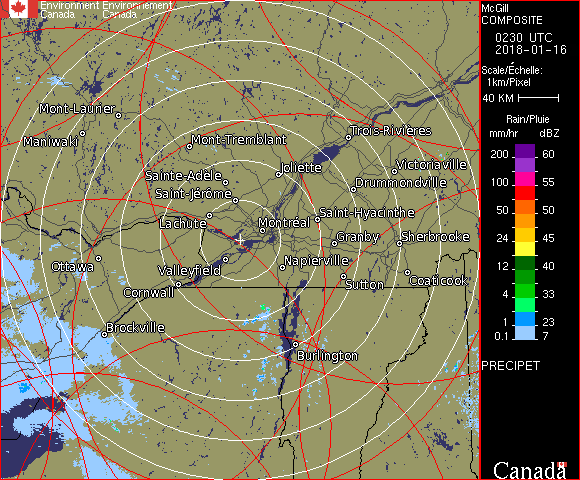 Environment Environnement
Canada Canada
McGill
COMPOSITE
0230 UTC
2018-01-16
Scale/Échelle:
1km/Pixel
40 KM
Rain/Pluie
mm/hr dBZ
200 60
100 55
50 50
24 45
12 40
4 33
1 23
0.1 7
PRECIPET
Canada
Mont-Laurier
Maniwaki
Mont-Tremblant
Trois-Rivières
Sainte-Adèle
Joliette
Victoriaville
Saint-Jérôme
Drummondville
Lachute
Montréal
Saint-Hyacinthe
Granby
Sherbrooke
Ottawa
Valleyfield
Napierville
Cornwall
Sutton
Coaticook
Brockville
Burlington